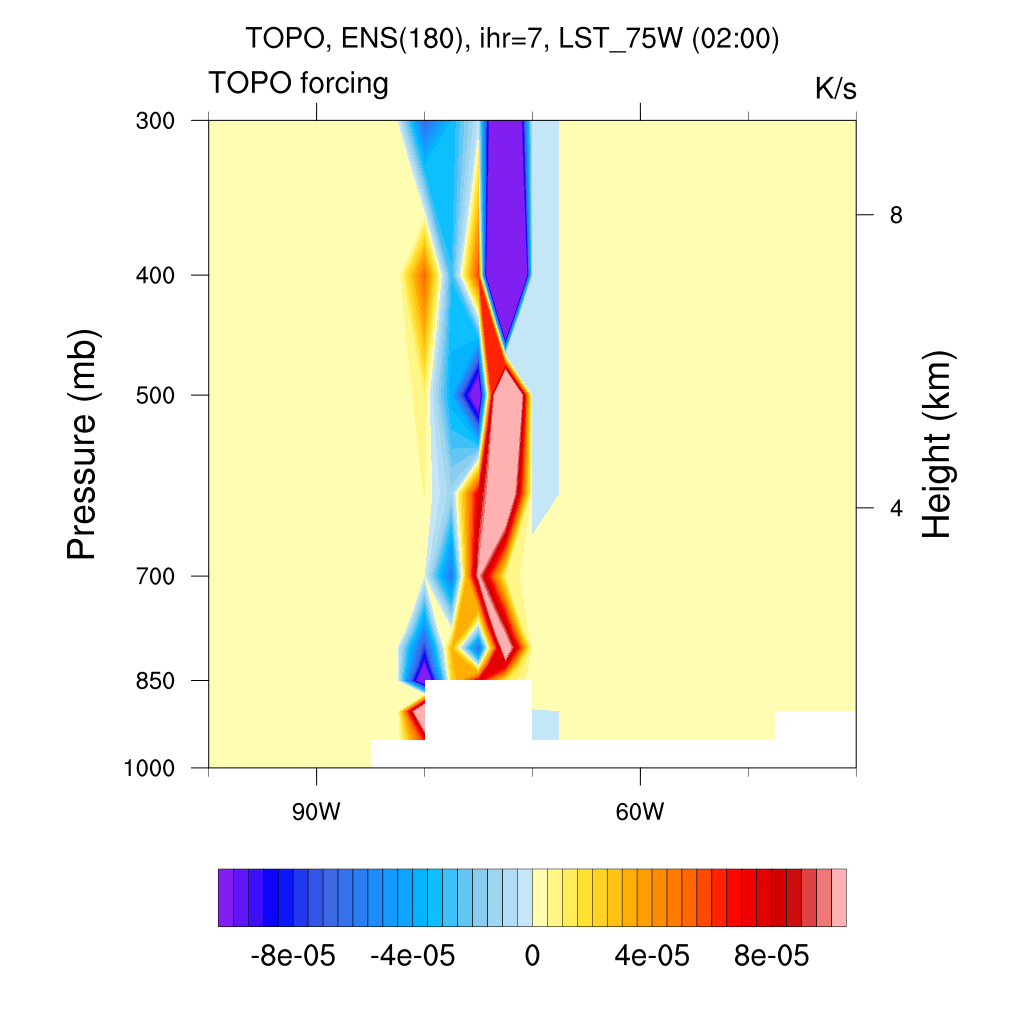 TOPO, ENS(180), ihr=7, LST_75W (02:00)
TOPO forcing
K/s
300
400
500
700
850
1000
Pressure (mb)
8
4
Height (km)
90W
60W
-8e-05
-4e-05
0
4e-05
8e-05